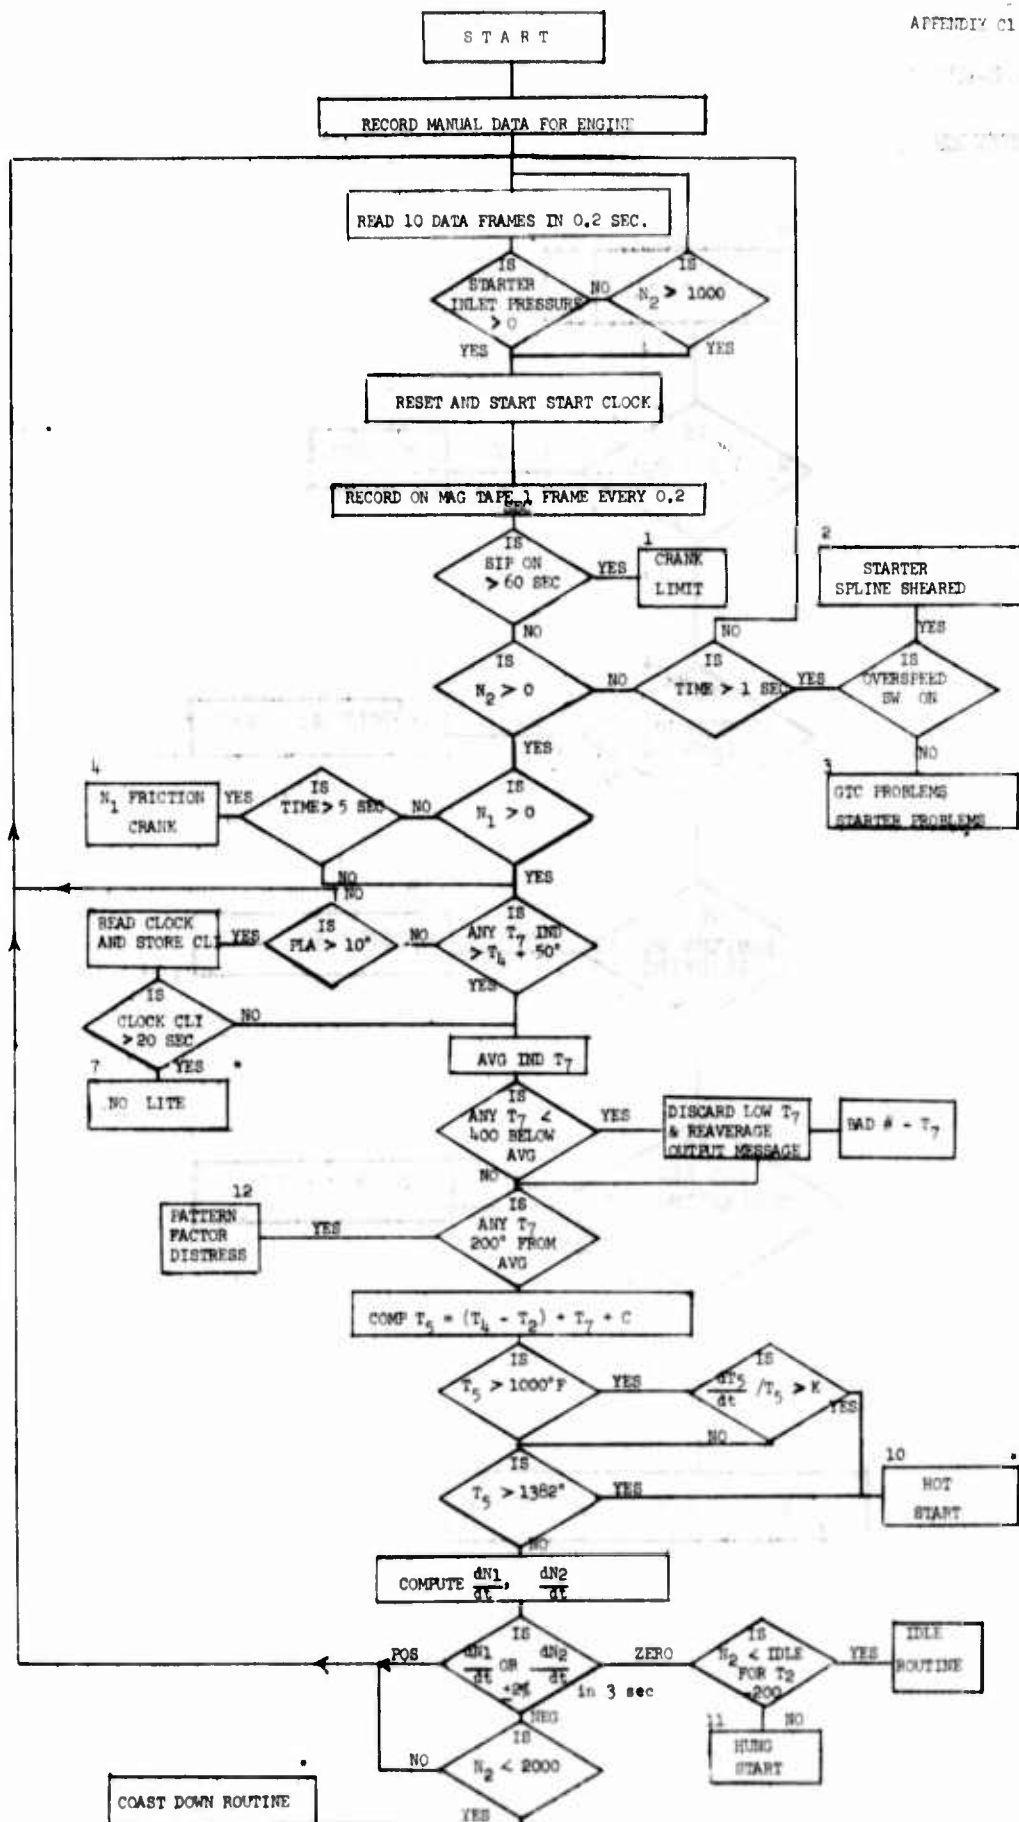 APPENDIX C1
START
RECORD MANUAL DATA FOR ENGINE
READ 10 DATA FRAMES IN 0.2 SEC.
IS
STARTER
INLET PRESSURE
> 0
NO
IS
N2 > 1000
YES
YES
RESET AND START START CLOCK
RECORD ON MAG TAPE 1 FRAME EVERY 0.2
SEC
IS
SIP ON
> 60 SEC
YES
1
CRANK
LIMIT
2
STARTER
SPLINE SHEARED
NO
NO
YES
IS
N2 > 0
NO
IS
TIME > 1 SEC
YES
IS
OVERSPEED
SW ON
YES
NO
3
GTC PROBLEMS
STARTER PROBLEMS
4
N1 FRICTION
CRANK
YES
IS
TIME > 5 SEC
NO
IS
N1 > 0
NO
YES
NO
READ CLOCK
AND STORE CLI
YES
IS
PLA > 10°
NO
IS
ANY T7 IND
> T4 + 50°
YES
IS
CLOCK CLI
> 20 SEC
NO
YES
7
NO LITE
AVG IND T7
IS
ANY T7 <
400 BELOW
AVG
YES
DISCARD LOW T7
& REAVERAGE
OUTPUT MESSAGE
BAD # - T7
NO
12
PATTERN
FACTOR
DISTRESS
YES
IS
ANY T7
200° FROM
AVG
COMP T5 = (T4 - T2) + T7 + C
IS
T5 > 1000°F
YES
IS
dT5/dt /T5 > K
YES
NO
IS
T5 > 1382°
YES
10
HOT
START
NO
COMPUTE dN1/dt, dN2/dt
POS
IS
dN1/dt OR dN2/dt
±2%
in 3 sec
ZERO
IS
N2 < IDLE
FOR T2
-200
YES
IDLE
ROUTINE
NEG
NO
11
HUNG
START
NO
IS
N2 < 2000
YES
COAST DOWN ROUTINE